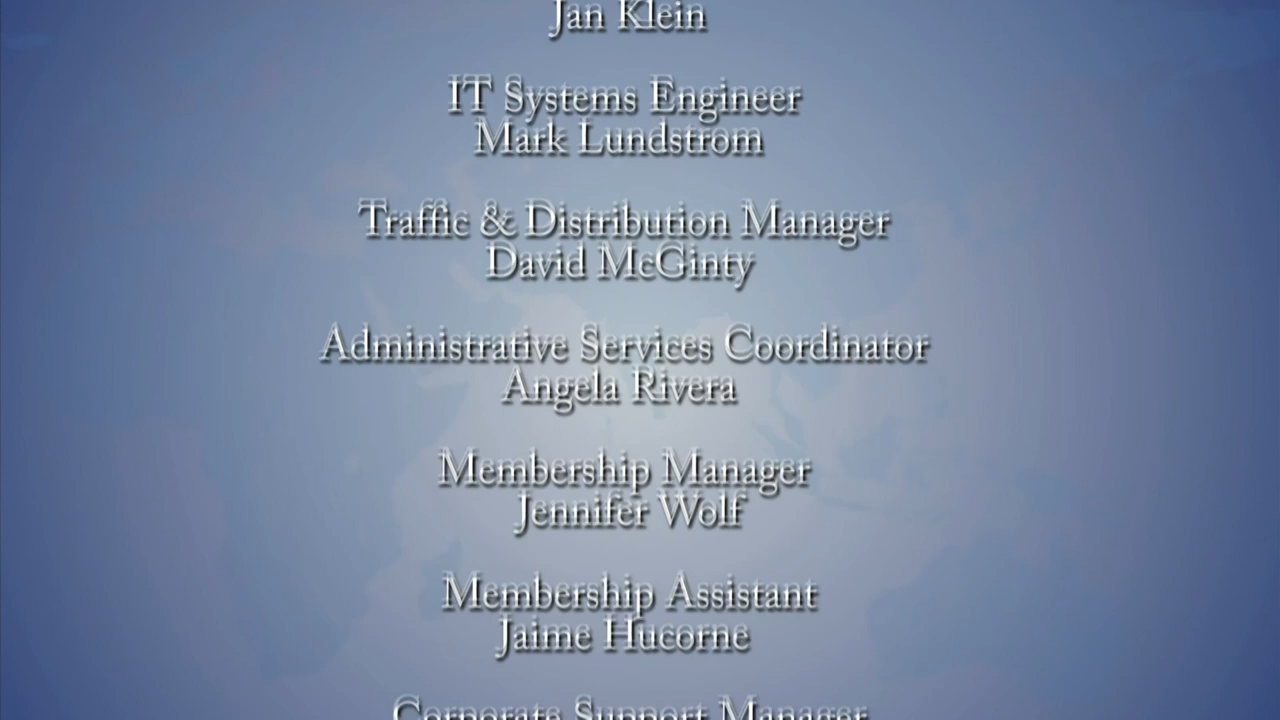 Jan Klein
IT Systems Engineer
Mark Lundstrom
Traffic & Distribution Manager
David McGinty
Administrative Services Coordinator
Angela Rivera
Membership Manager
Jennifer Wolf
Membership Assistant
Jaime Hucorne
Corporate Support Manager